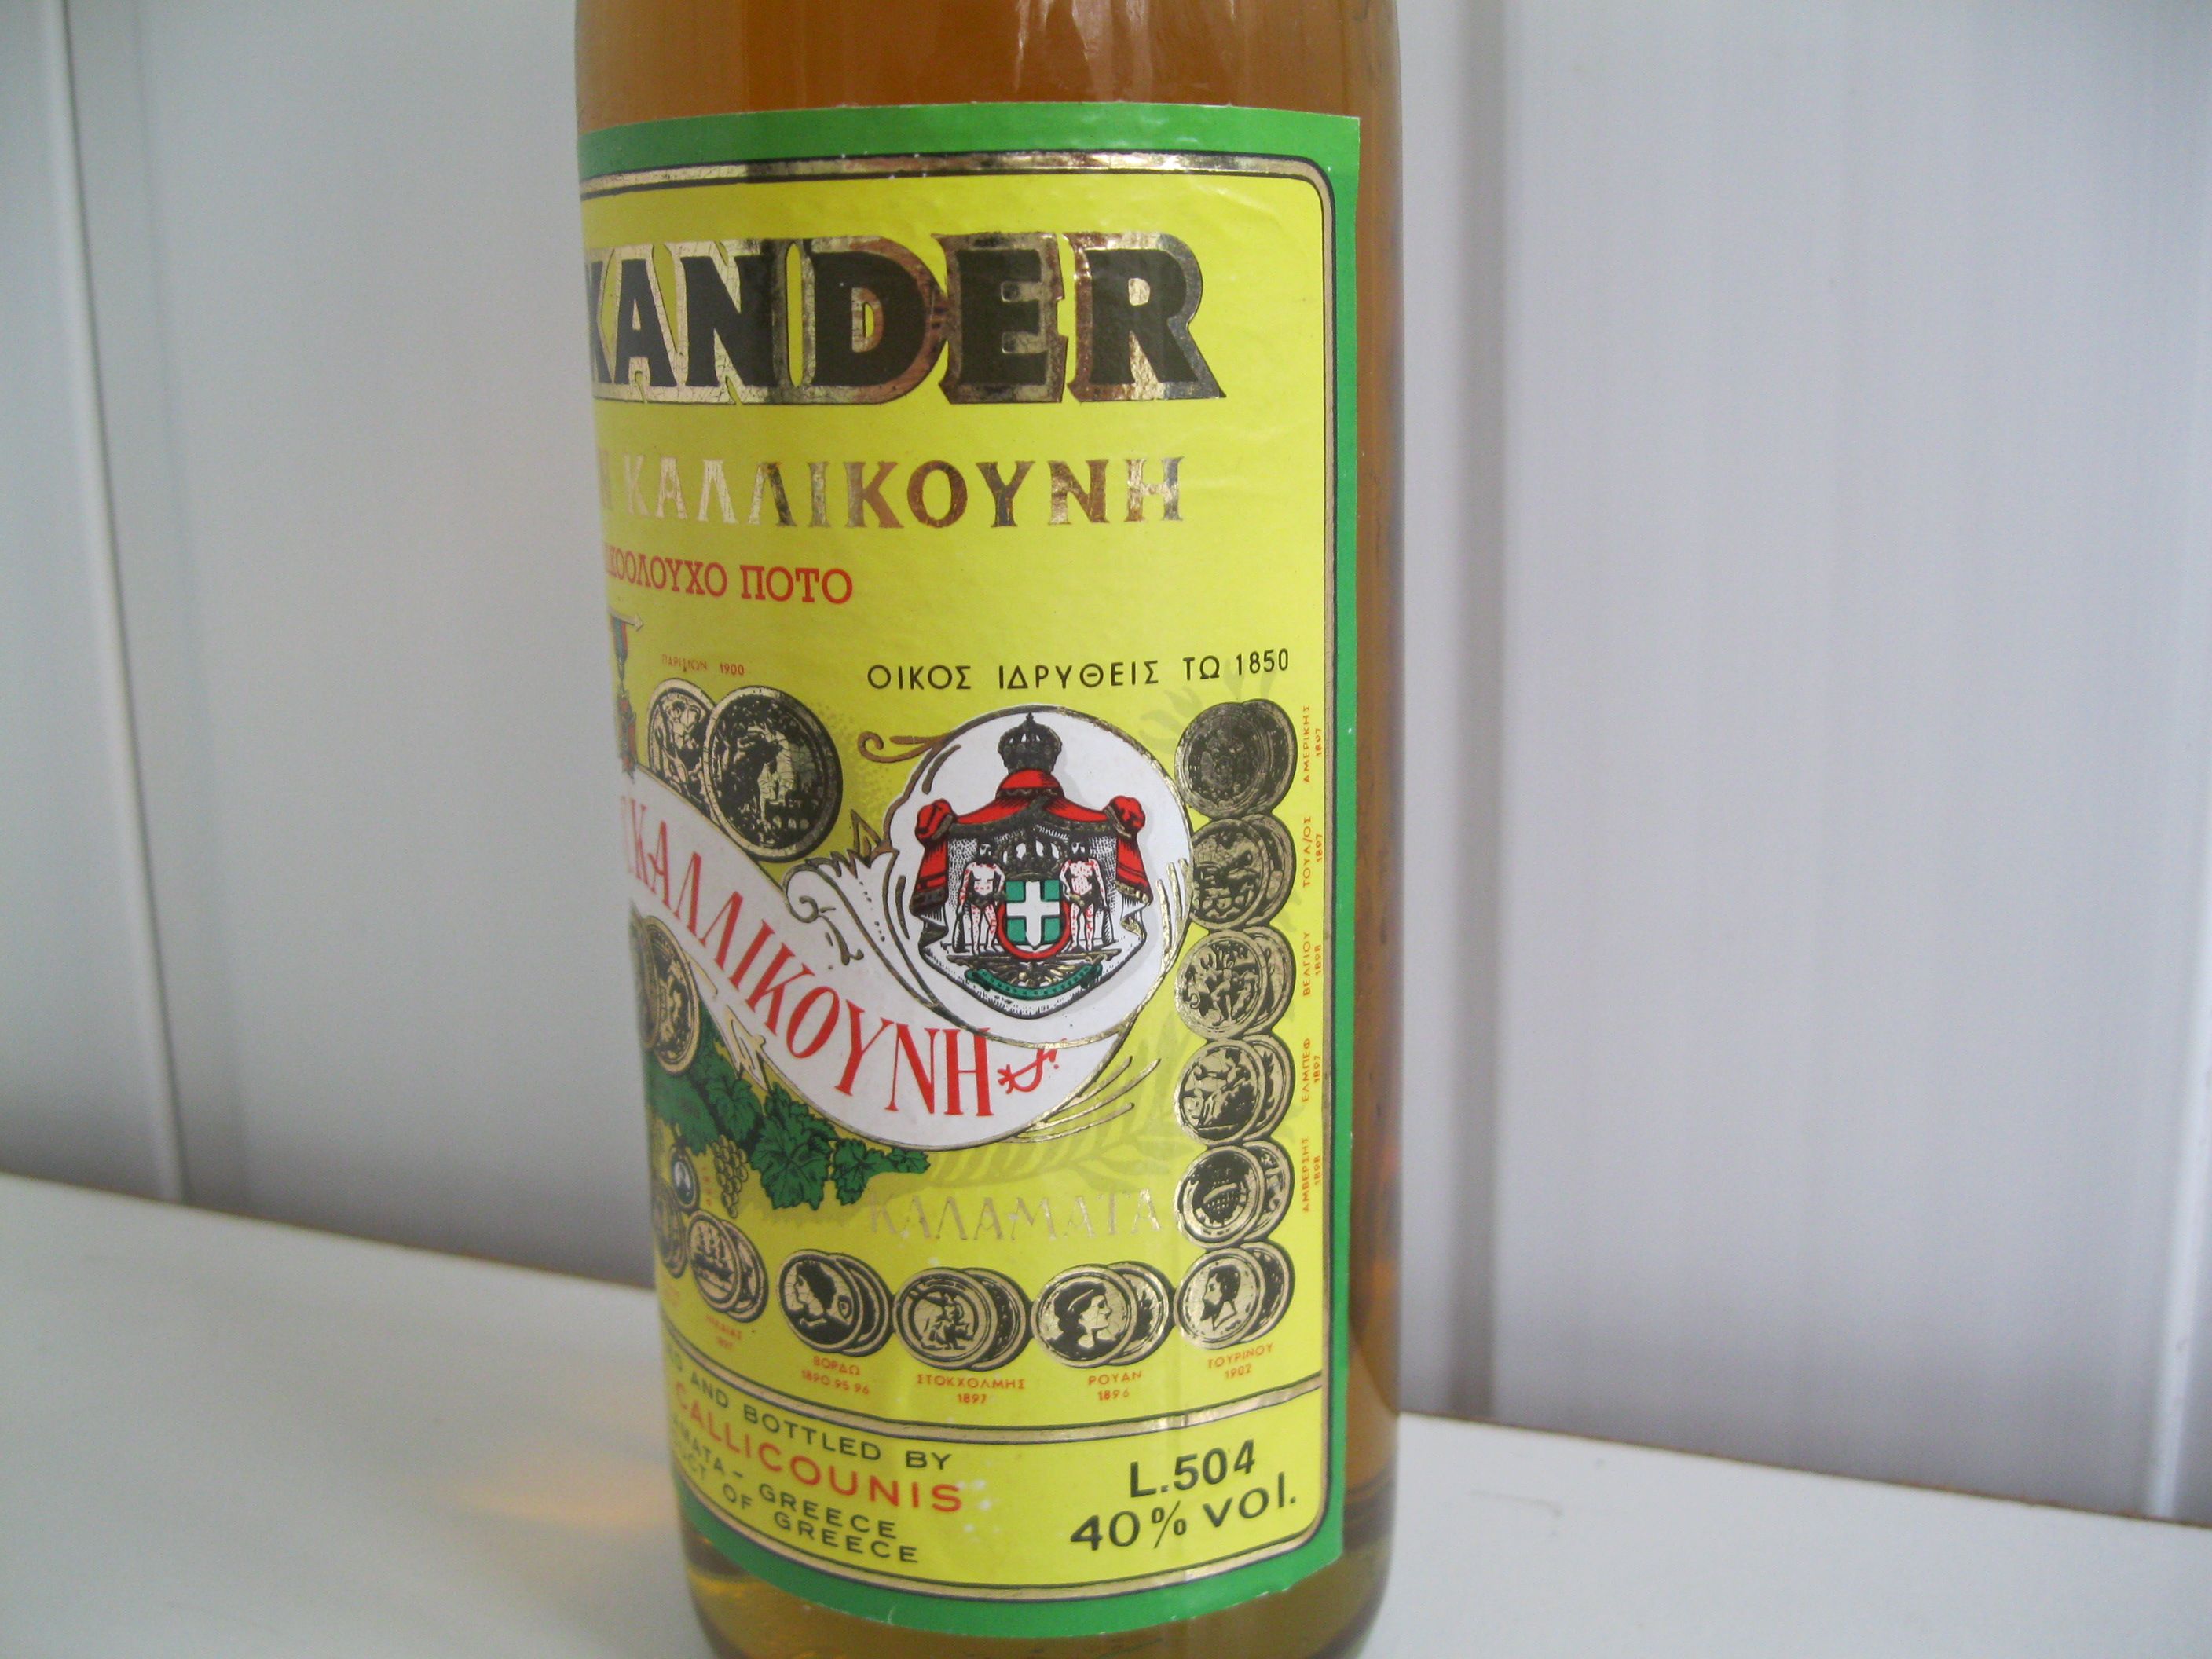 XANDER
ΚΑΛΛΙΚΟΥΝΗ
ΠΟΤΟ
1900
ΟΙΚΟΣ ΙΔΡΥΘΕΙΣ ΤΩ 1850
ΑΜΕΡΙΚΗΣ
1897
ΤΟΥΛ/ΟΣ
1897
ΒΕΛΓΙΟΥ
1898
ΕΛΜΠΕΦ
1897
ΑΜΒΕΡΣΗΣ
1898
ΚΑΛΛΙΚΟΥΝΗ
ΚΑΛΑΜΑΤΑ
ΒΟΡΔΩ
1890 95 96
ΣΤΟΚΧΟΛΜΗΣ
1897
ΡΟΥΑΝ
1896
ΤΟΥΡΙΝΟΥ
1902
AND BOTTLED BY
CALLICOUNIS
GREECE
OF GREECE
L.504
40% vol.